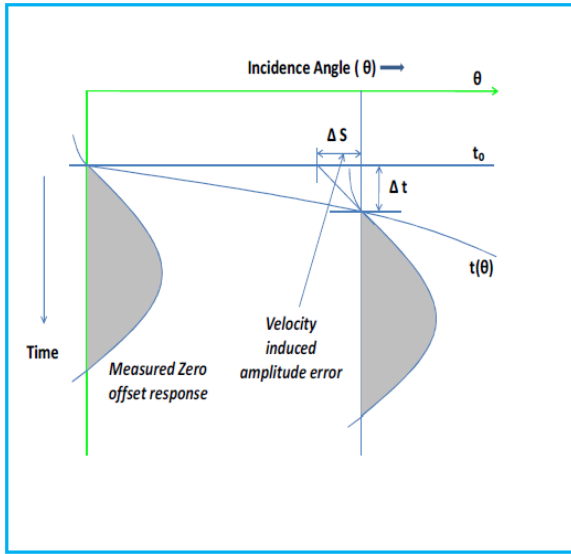 Incidence Angle ( θ)
θ
Δ S
t₀
Δ t
t(θ)
Time
Measured Zero
offset response
Velocity
induced
amplitude error